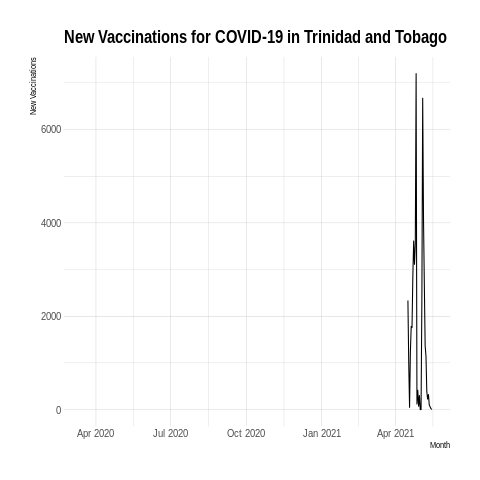 New Vaccinations for COVID-19 in Trinidad and Tobago
New Vaccinations
6000
4000
2000
0
Apr 2020 Jul 2020 Oct 2020 Jan 2021 Apr 2021
Month